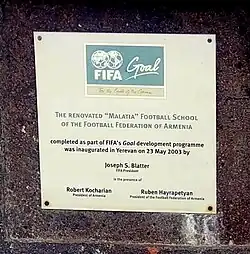 FIFA
Goal
For the Good of the Game
THE RENOVATED "MALATIA" FOOTBALL SCHOOL
OF THE FOOTBALL FEDERATION OF ARMENIA
completed as part of FIFA's Goal development programme
was inaugurated in Yerevan on 23 May 2003 by
Joseph S. Blatter
FIFA President
in the presence of
Robert Kocharian
President of Armenia
Ruben Hayrapetyan
President of the Football Federation of Armenia